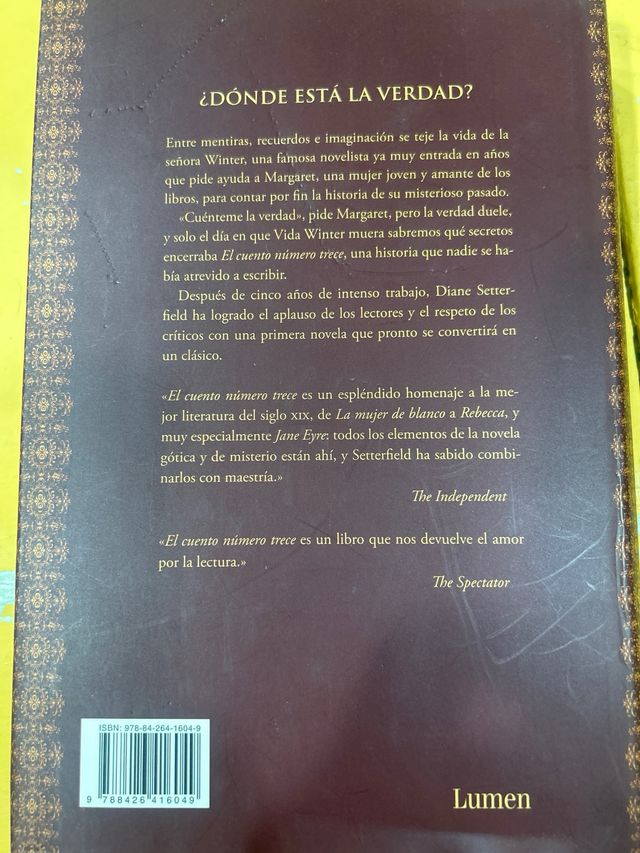 ¿DÓNDE ESTÁ LA VERDAD?
Entre mentiras, recuerdos e imaginación se teje la vida de la
señora Winter, una famosa novelista ya muy entrada en años
que pide ayuda a Margaret, una mujer joven y amante de los
libros, para contar por fin la historia de su misterioso pasado.
«Cuénteme la verdad», pide Margaret, pero la verdad duele,
y solo el día en que Vida Winter muera sabremos qué secretos
encerraba El cuento número trece, una historia que nadie se ha-
bía atrevido a escribir.
Después de cinco años de intenso trabajo, Diane Setter-
field ha logrado el aplauso de los lectores y el respeto de los
críticos con una primera novela que pronto se convertirá en
un clásico.
«El cuento número trece es un espléndido homenaje a la me-
jor literatura del siglo XIX, de La mujer de blanco a Rebecca, y
muy especialmente Jane Eyre: todos los elementos de la novela
gótica y de misterio están ahí, y Setterfield ha sabido combi-
narlos con maestría.»
The Independent
«El cuento número trece es un libro que nos devuelve el amor
por la lectura.»
The Spectator
ISBN: 978-84-264-1604-9
9 788426 416049
Lumen